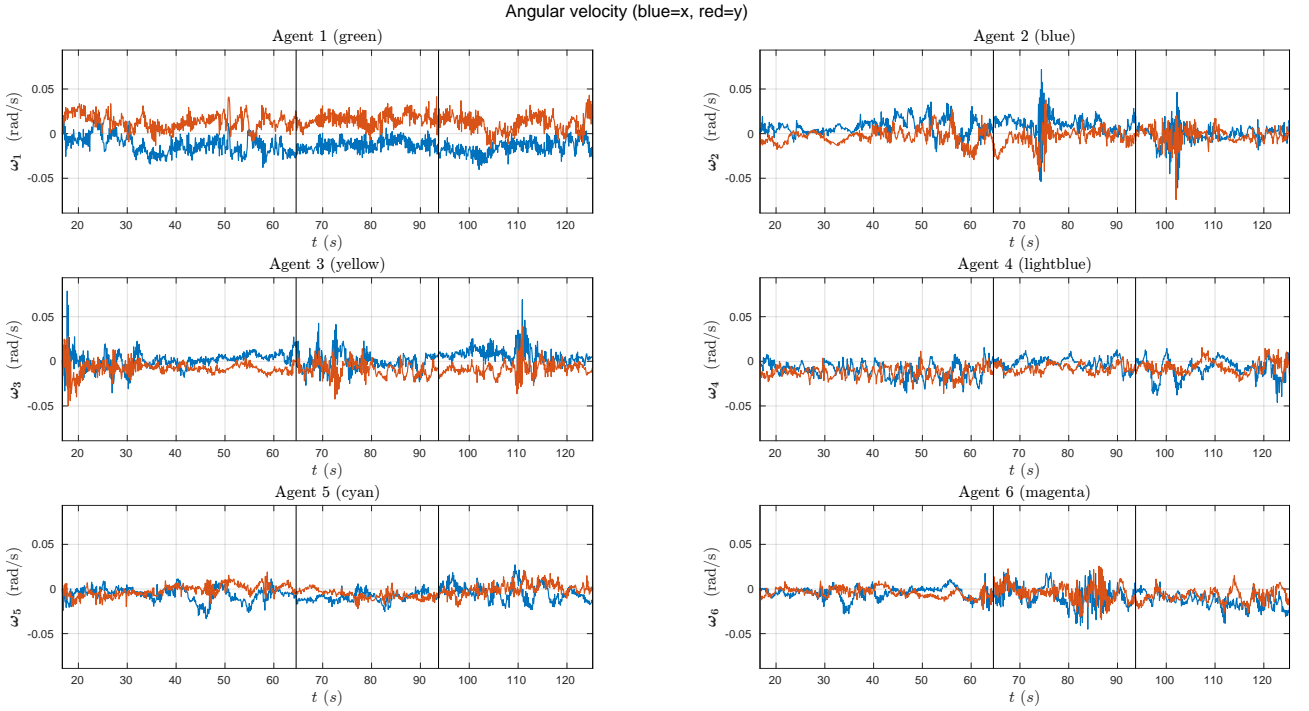 Angular velocity (blue=x, red=y)
Agent 1 (green)
0.05
0
-0.05
ω1 (rad/s)
20 30 40 50 60 70 80 90 100 110 120
t (s)
Agent 2 (blue)
0.05
0
-0.05
ω2 (rad/s)
20 30 40 50 60 70 80 90 100 110 120
t (s)
Agent 3 (yellow)
0.05
0
-0.05
ω3 (rad/s)
20 30 40 50 60 70 80 90 100 110 120
t (s)
Agent 4 (lightblue)
0.05
0
-0.05
ω4 (rad/s)
20 30 40 50 60 70 80 90 100 110 120
t (s)
Agent 5 (cyan)
0.05
0
-0.05
ω5 (rad/s)
20 30 40 50 60 70 80 90 100 110 120
t (s)
Agent 6 (magenta)
0.05
0
-0.05
ω6 (rad/s)
20 30 40 50 60 70 80 90 100 110 120
t (s)